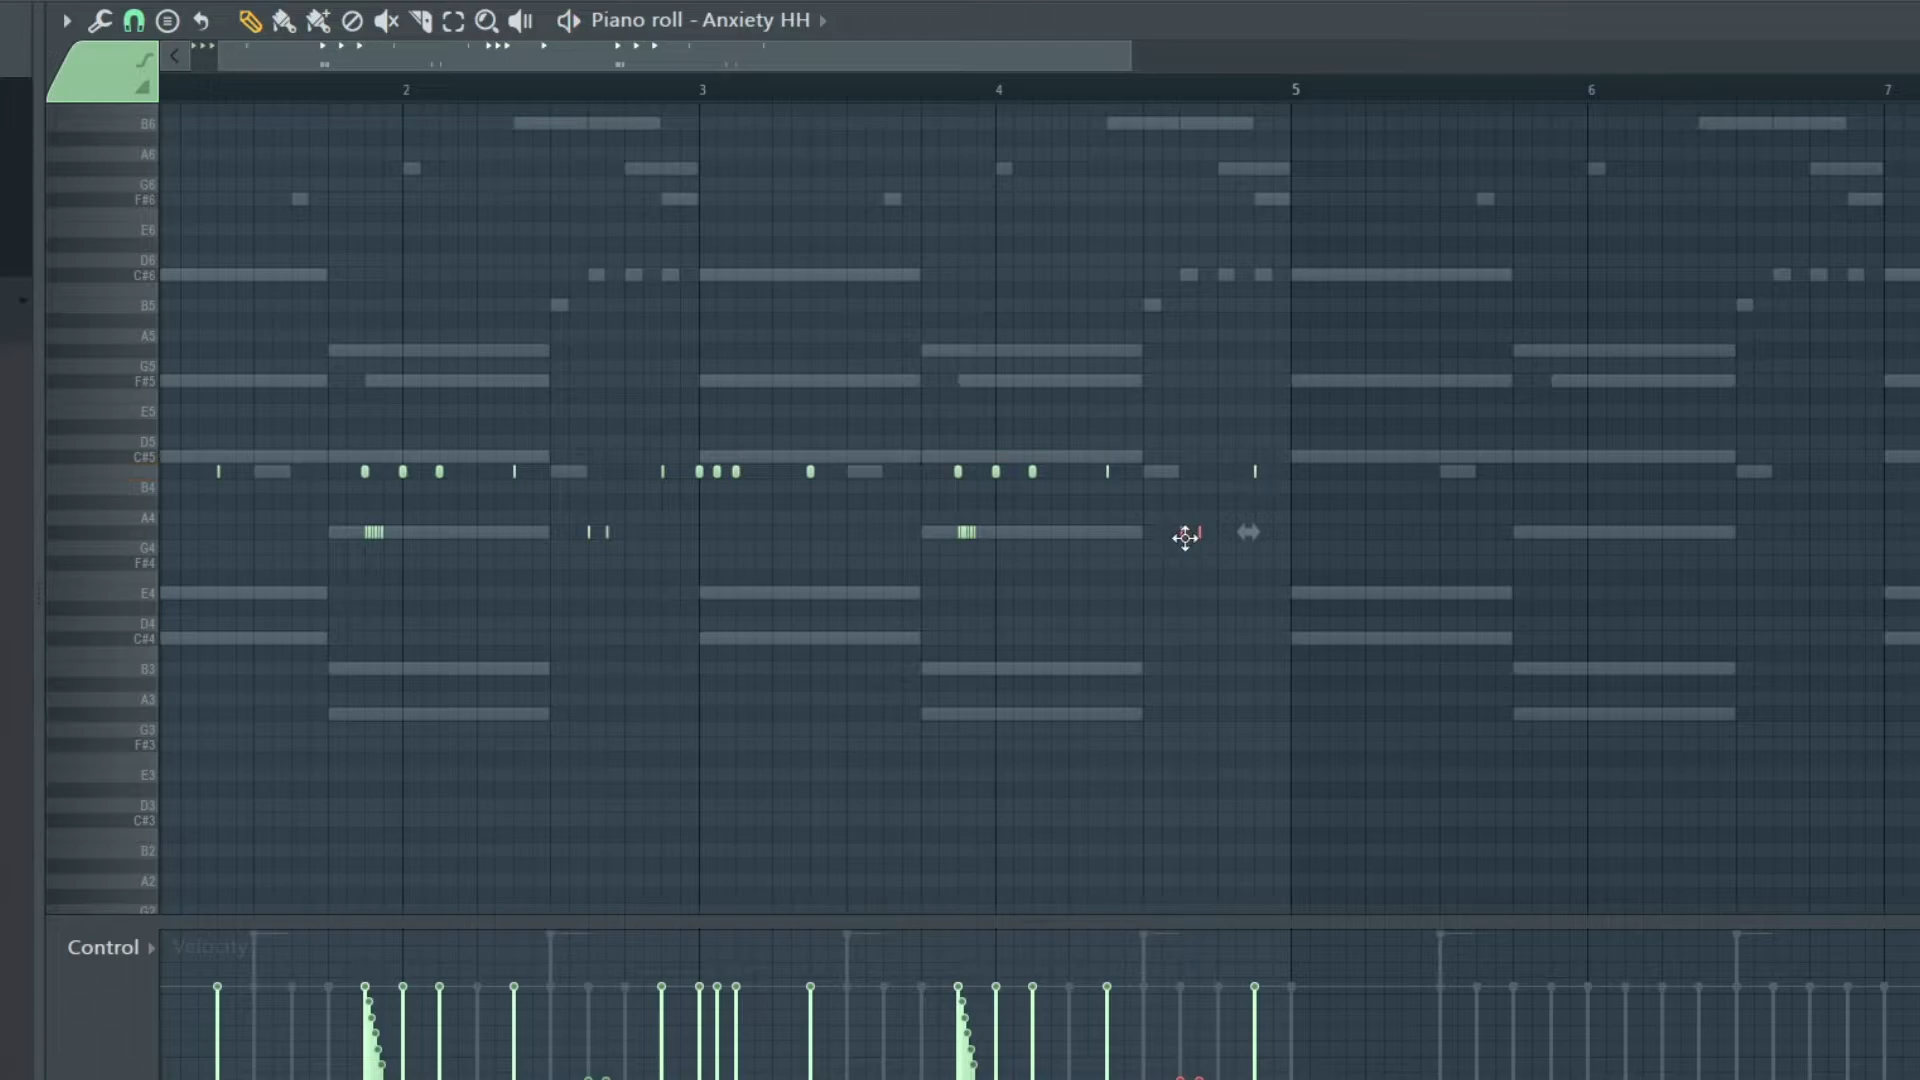 Piano roll - Anxiety HH
2 3 4 5 6 7
B6
A6
G6
F#6
E6
D6
C#6
B5
A5
G5
F#5
E5
D5
C#5
B4
A4
G4
F#4
E4
D4
C#4
B3
A3
G3
F#3
E3
D3
C#3
B2
A2
G2
Control Velocity